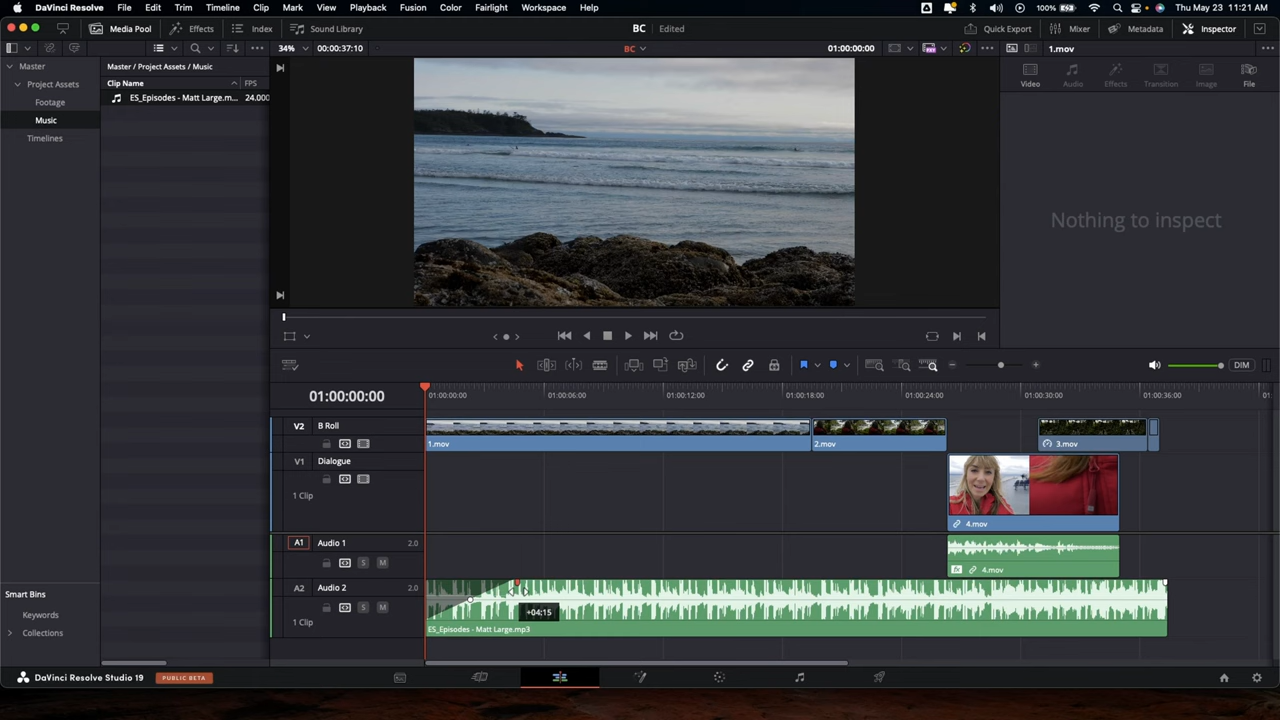 DaVinci Resolve File Edit Trim Timeline Clip Mark View Playback Fusion Color Fairlight Workspace Help 100% Thu May 23 11:21 AM
Media Pool Effects Index Sound Library BC Edited Quick Export Mixer Metadata Inspector
34% 00:00:37:10 BC 01:00:00:00 1.mov
Master Master / Project Assets / Music
Project Assets Clip Name FPS
Footage ES_Episodes - Matt Large.m... 24.000
Music
Timelines
Video Audio Effects Transition Image File
Nothing to inspect
DIM
01:00:00:00 01:00:00:00 01:00:06:00 01:00:12:00 01:00:18:00 01:00:24:00 01:00:30:00 01:00:36:00
V2 B Roll
1.mov 2.mov 3.mov
V1 Dialogue
1 Clip
4.mov
A1 Audio 1 2.0
S M fx 4.mov
A2 Audio 2 2.0
S M +04:15
1 Clip ES_Episodes - Matt Large.mp3
Smart Bins
Keywords
Collections
DaVinci Resolve Studio 19 PUBLIC BETA